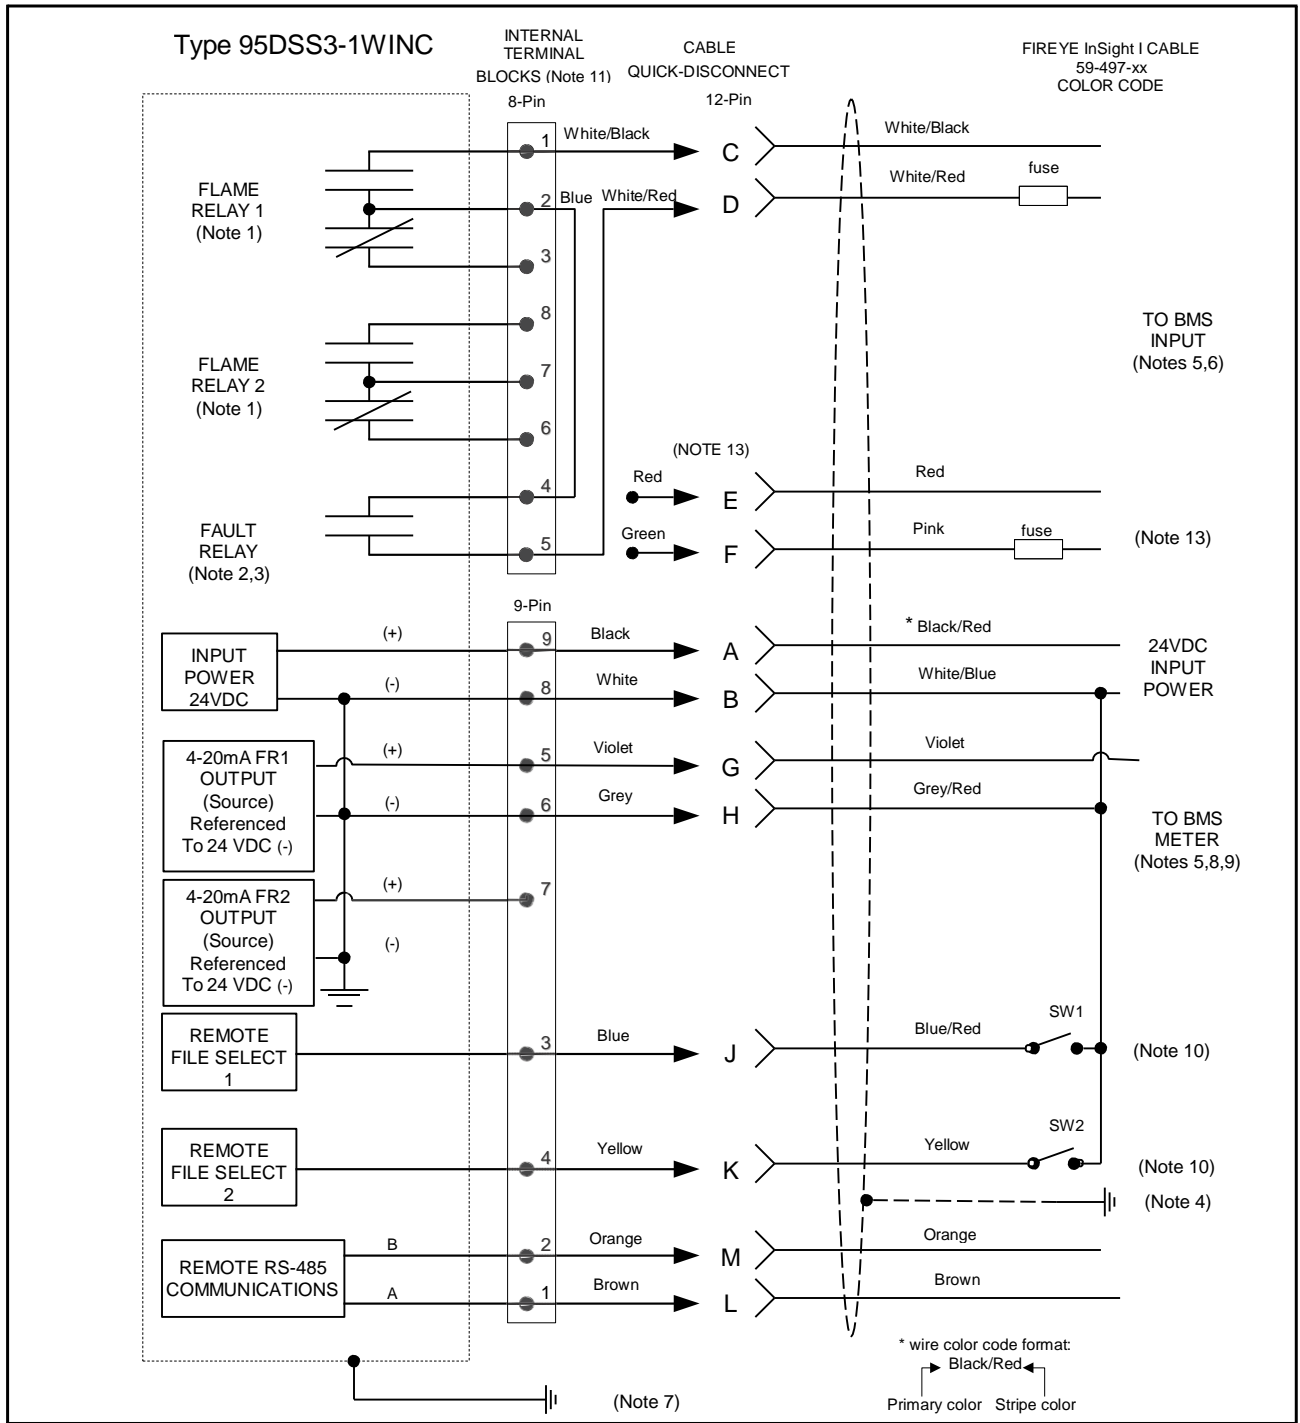 Type 95DSS3-1WINC
INTERNAL
TERMINAL
BLOCKS (Note 11)
8-Pin
CABLE
QUICK-DISCONNECT
12-Pin
FIREYE InSight I CABLE
59-497-xx
COLOR CODE
FLAME
RELAY 1
(Note 1)
1
White/Black
C
White/Black
2
Blue
White/Red
D
White/Red
fuse
3
FLAME
RELAY 2
(Note 1)
8
7
6
TO BMS
INPUT
(Notes 5,6)
(NOTE 13)
FAULT
RELAY
(Note 2,3)
4
Red
E
Red
5
Green
F
Pink
fuse
(Note 13)
9-Pin
INPUT
POWER
24VDC
(+)
9
Black
A
* Black/Red
(-)
8
White
B
White/Blue
24VDC
INPUT
POWER
4-20mA FR1
OUTPUT
(Source)
Referenced
To 24 VDC (-)
(+)
5
Violet
G
Violet
(-)
6
Grey
H
Grey/Red
TO BMS
METER
(Notes 5,8,9)
4-20mA FR2
OUTPUT
(Source)
Referenced
To 24 VDC (-)
(+)
7
(-)
REMOTE
FILE SELECT
1
3
Blue
J
Blue/Red
SW1
(Note 10)
REMOTE
FILE SELECT
2
4
Yellow
K
Yellow
SW2
(Note 10)
(Note 4)
REMOTE RS-485
COMMUNICATIONS
B
2
Orange
M
Orange
A
1
Brown
L
Brown
(Note 7)
* wire color code format:
Black/Red
Primary color
Stripe color